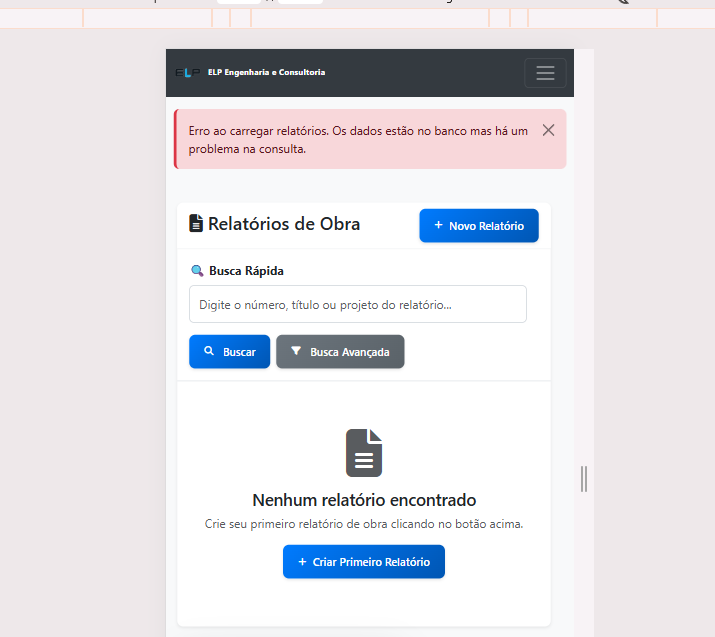 ELP ELP Engenharia e Consultoria
Erro ao carregar relatórios. Os dados estão no banco mas há um
problema na consulta.
Relatórios de Obra
+ Novo Relatório
Busca Rápida
Digite o número, título ou projeto do relatório...
Buscar
Busca Avançada
Nenhum relatório encontrado
Crie seu primeiro relatório de obra clicando no botão acima.
+ Criar Primeiro Relatório